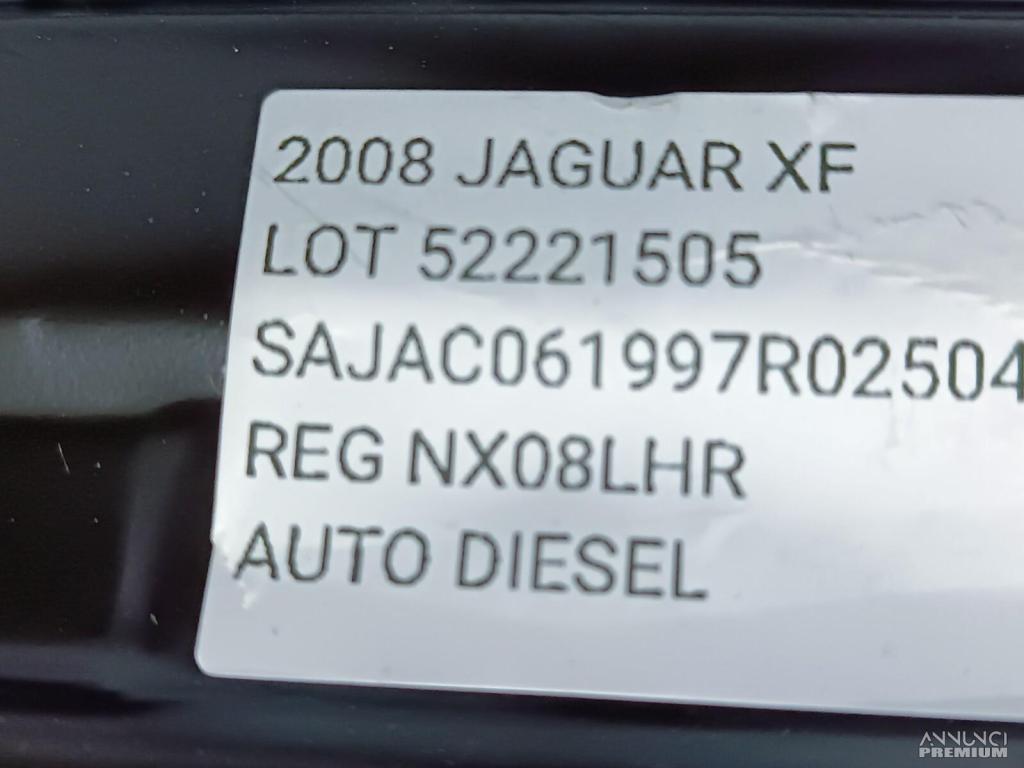 2008 JAGUAR XF
LOT 52221505
SAJAC061997R02504
REG NX08LHR
AUTO DIESEL
ANNUNCI
PREMIUM